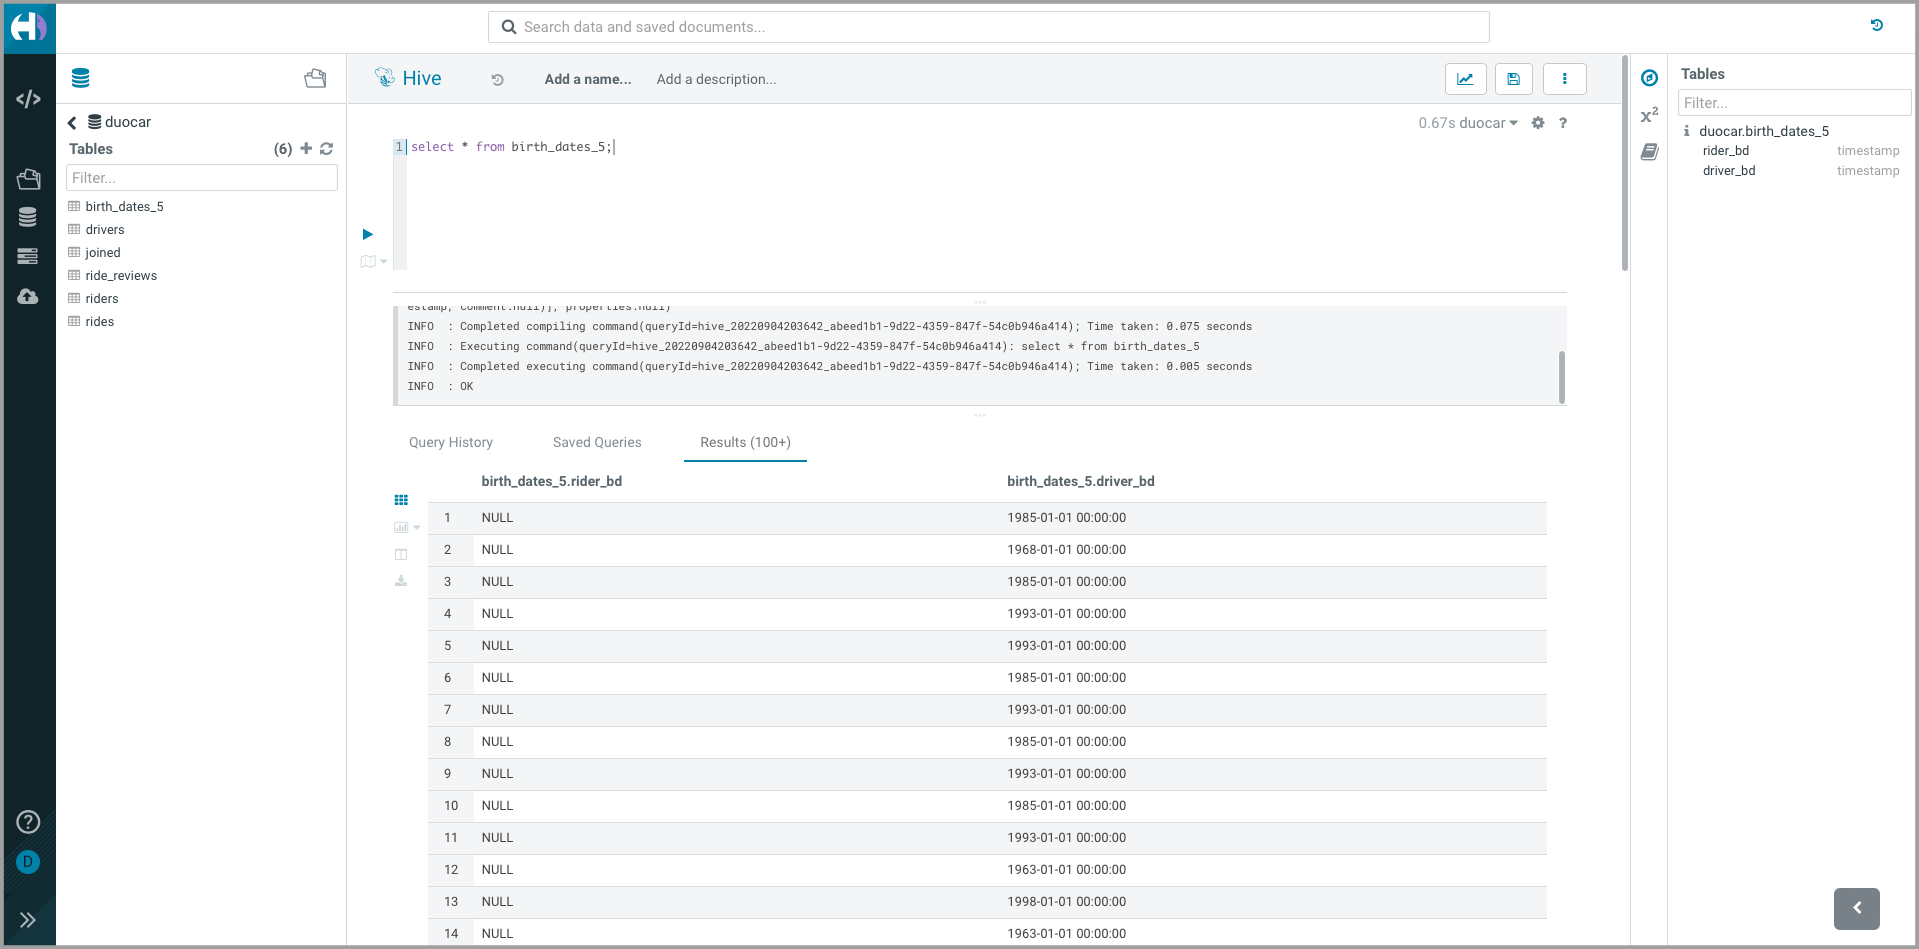 Search data and saved documents...
duocar
Tables (6)
Filter...
birth_dates_5
drivers
joined
ride_reviews
riders
rides
D
Hive Add a name... Add a description...
0.67s duocar ?
1 select * from birth_dates_5;
estamp, comment:null)], properties:null)
INFO : Completed compiling command(queryId=hive_20220904203642_abeed1b1-9d22-4359-847f-54c0b946a414); Time taken: 0.075 seconds
INFO : Executing command(queryId=hive_20220904203642_abeed1b1-9d22-4359-847f-54c0b946a414): select * from birth_dates_5
INFO : Completed executing command(queryId=hive_20220904203642_abeed1b1-9d22-4359-847f-54c0b946a414); Time taken: 0.005 seconds
INFO : OK
Query History Saved Queries Results (100+)
birth_dates_5.rider_bd birth_dates_5.driver_bd
1 NULL 1985-01-01 00:00:00
2 NULL 1968-01-01 00:00:00
3 NULL 1985-01-01 00:00:00
4 NULL 1993-01-01 00:00:00
5 NULL 1993-01-01 00:00:00
6 NULL 1985-01-01 00:00:00
7 NULL 1993-01-01 00:00:00
8 NULL 1985-01-01 00:00:00
9 NULL 1993-01-01 00:00:00
10 NULL 1985-01-01 00:00:00
11 NULL 1993-01-01 00:00:00
12 NULL 1963-01-01 00:00:00
13 NULL 1998-01-01 00:00:00
14 NULL 1963-01-01 00:00:00
x²
Tables
Filter...
duocar.birth_dates_5
rider_bd timestamp
driver_bd timestamp